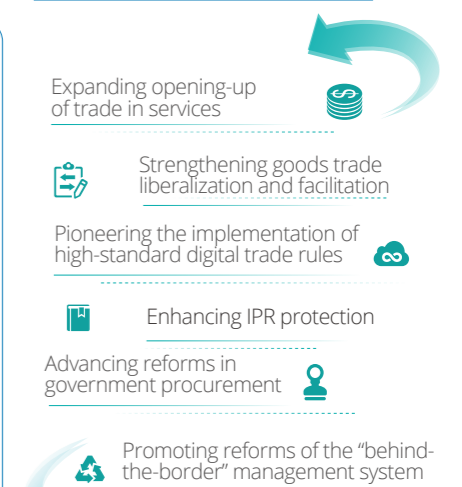 Expanding opening-up
of trade in services
Strengthening goods trade
liberalization and facilitation
Pioneering the implementation of
high-standard digital trade rules
Enhancing IPR protection
Advancing reforms in
government procurement
Promoting reforms of the “behind-
the-border” management system